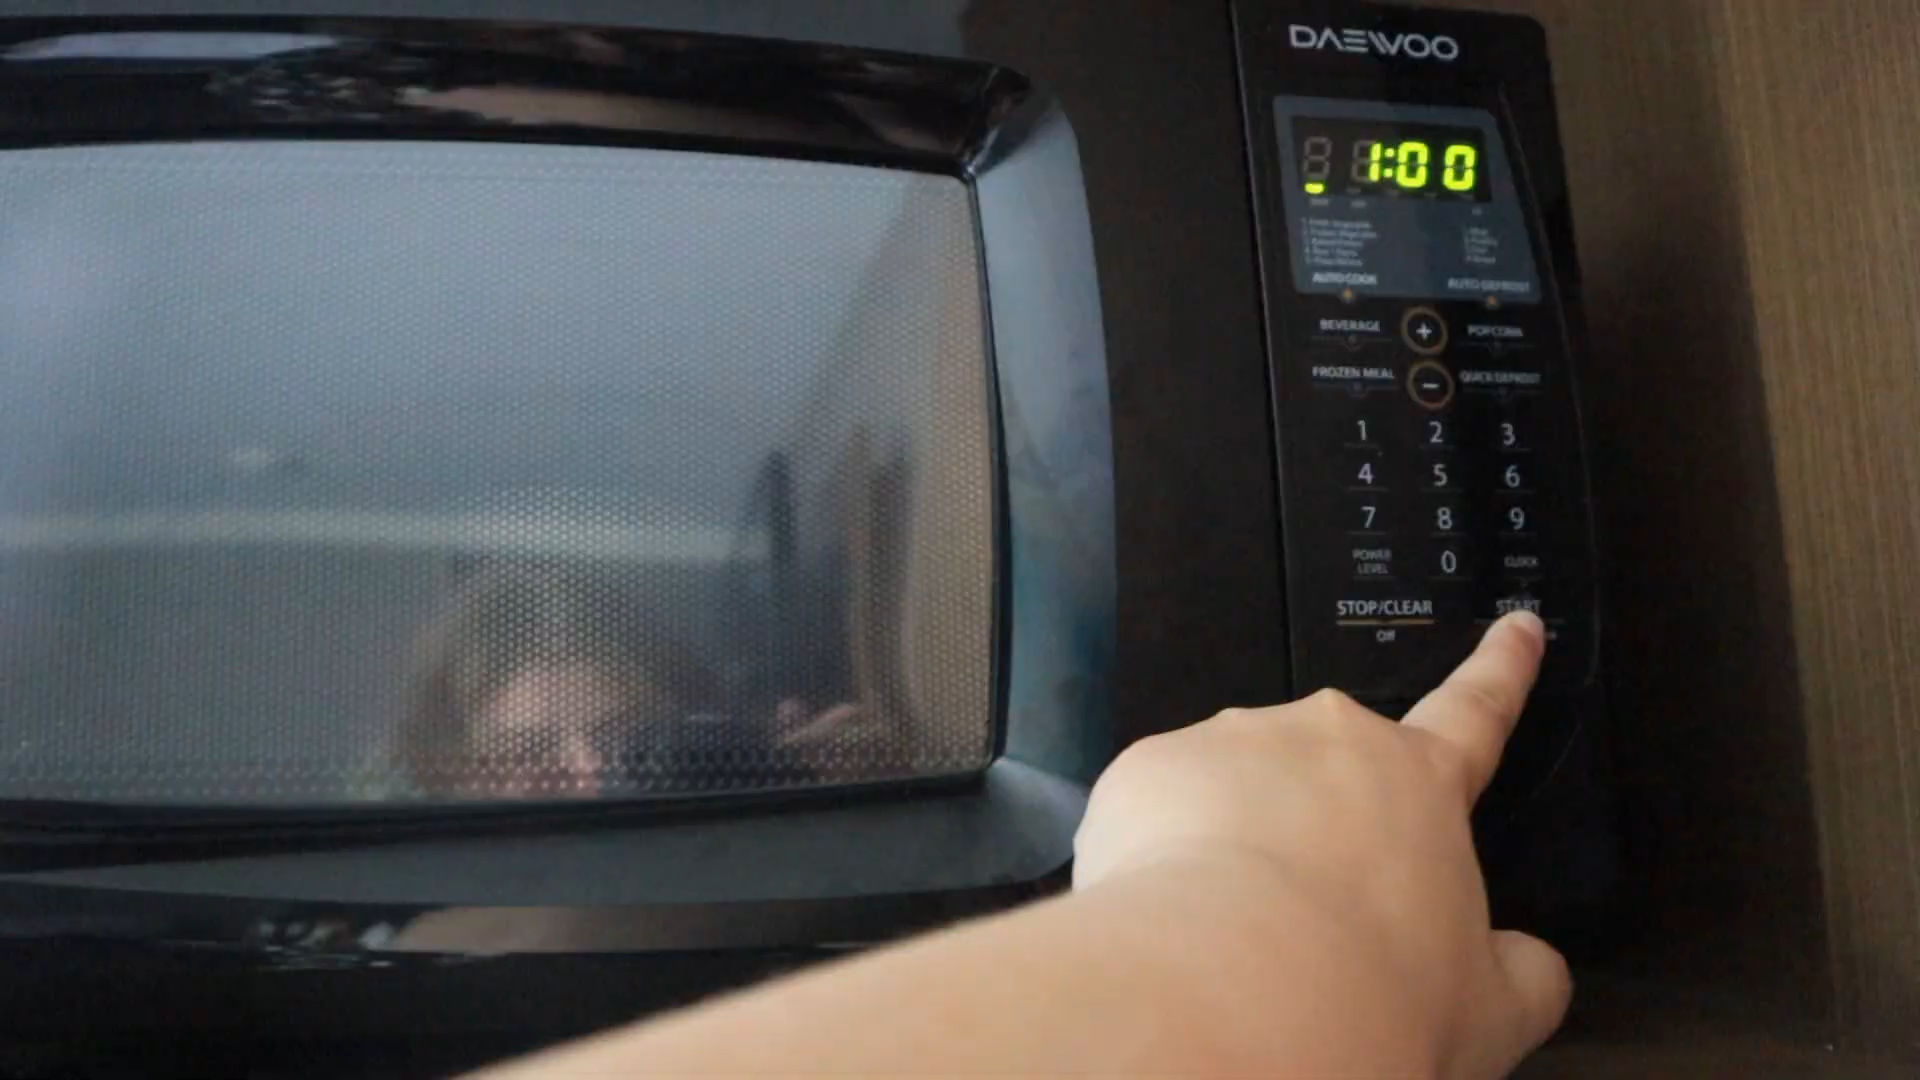 DAEWOO
1:00
AUTO COOK AUTO DEFROST
BEVERAGE + POPCORN
FROZEN MEAL - QUICK DEFROST
1 2 3
4 5 6
7 8 9
POWER
LEVEL 0 CLOCK
STOP/CLEAR START
Off